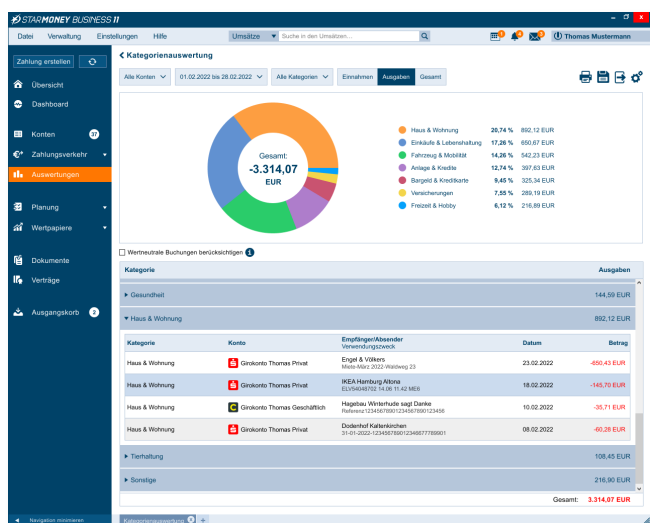 STARMONEY BUSINESS 11
Datei Verwaltung Einstellungen Hilfe Umsätze Suche in den Umsätzen... Thomas Mustermann
Zahlung erstellen
Übersicht
Dashboard
Konten 37
Zahlungsverkehr
Auswertungen
Planung
Wertpapiere
Dokumente
Verträge
Ausgangskorb 2
Navigation minimieren
Kategorienauswertung
Alle Konten 01.02.2022 bis 28.02.2022 Alle Kategorien Einnahmen Ausgaben Gesamt
Gesamt:
-3.314,07
EUR
Haus & Wohnung 20,74 % 892,12 EUR
Einkäufe & Lebenshaltung 17,26 % 650,67 EUR
Fahrzeug & Mobilität 14,26 % 542,23 EUR
Anlage & Kredite 12,74 % 397,63 EUR
Bargeld & Kreditkarte 9,45 % 325,34 EUR
Versicherungen 7,55 % 289,19 EUR
Freizeit & Hobby 6,12 % 216,89 EUR
Wertneutrale Buchungen berücksichtigen
Kategorie Ausgaben
Gesundheit 144,59 EUR
Haus & Wohnung 892,12 EUR
Kategorie Konto Empfänger/Absender Datum Betrag
Verwendungszweck
Haus & Wohnung Girokonto Thomas Privat Engel & Völkers 23.02.2022 -650,43 EUR
Miete-März 2022-Waldweg 23
Haus & Wohnung Girokonto Thomas Privat IKEA Hamburg Altona 18.02.2022 -145,70 EUR
ELV54048702 14.06 11.42 ME6
Haus & Wohnung Girokonto Thomas Geschäftlich Hagebau Winterhude sagt Danke 10.02.2022 -35,71 EUR
Referenz12345678901234567890123456
Haus & Wohnung Girokonto Thomas Privat Dodenhof Kaltenkirchen 08.02.2022 -60,28 EUR
Tierhaltung 108,45 EUR
Sonstige 216,90 EUR
Gesamt: 3.314,07 EUR
Kategorienauswertung